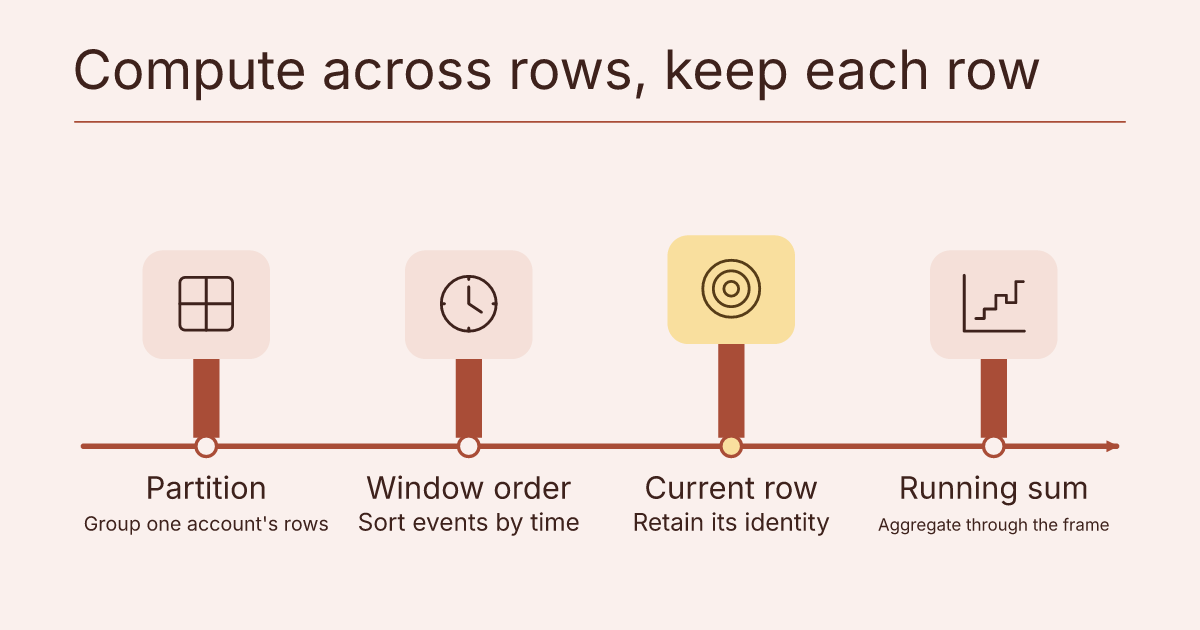 Compute across rows, keep each row
Partition
Group one account's rows
Window order
Sort events by time
Current row
Retain its identity
Running sum
Aggregate through the frame